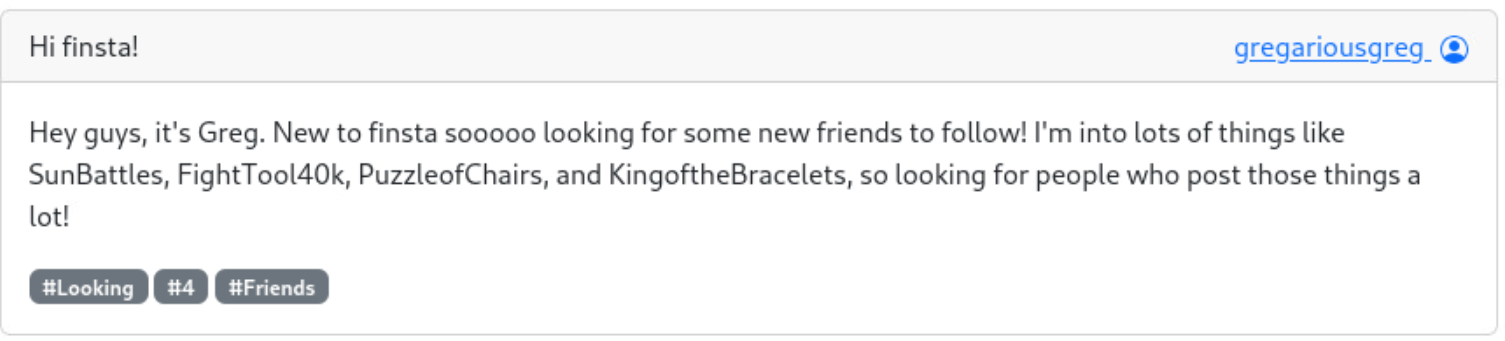 Hi finsta!
gregariousgreg
Hey guys, it's Greg. New to finsta sooooo looking for some new friends to follow! I'm into lots of things like
SunBattles, FightTool40k, PuzzleofChairs, and KingoftheBracelets, so looking for people who post those things a
lot!
#Looking #4 #Friends